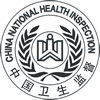 CHINA NATIONAL HEALTH INSPECTION
中国卫生监督